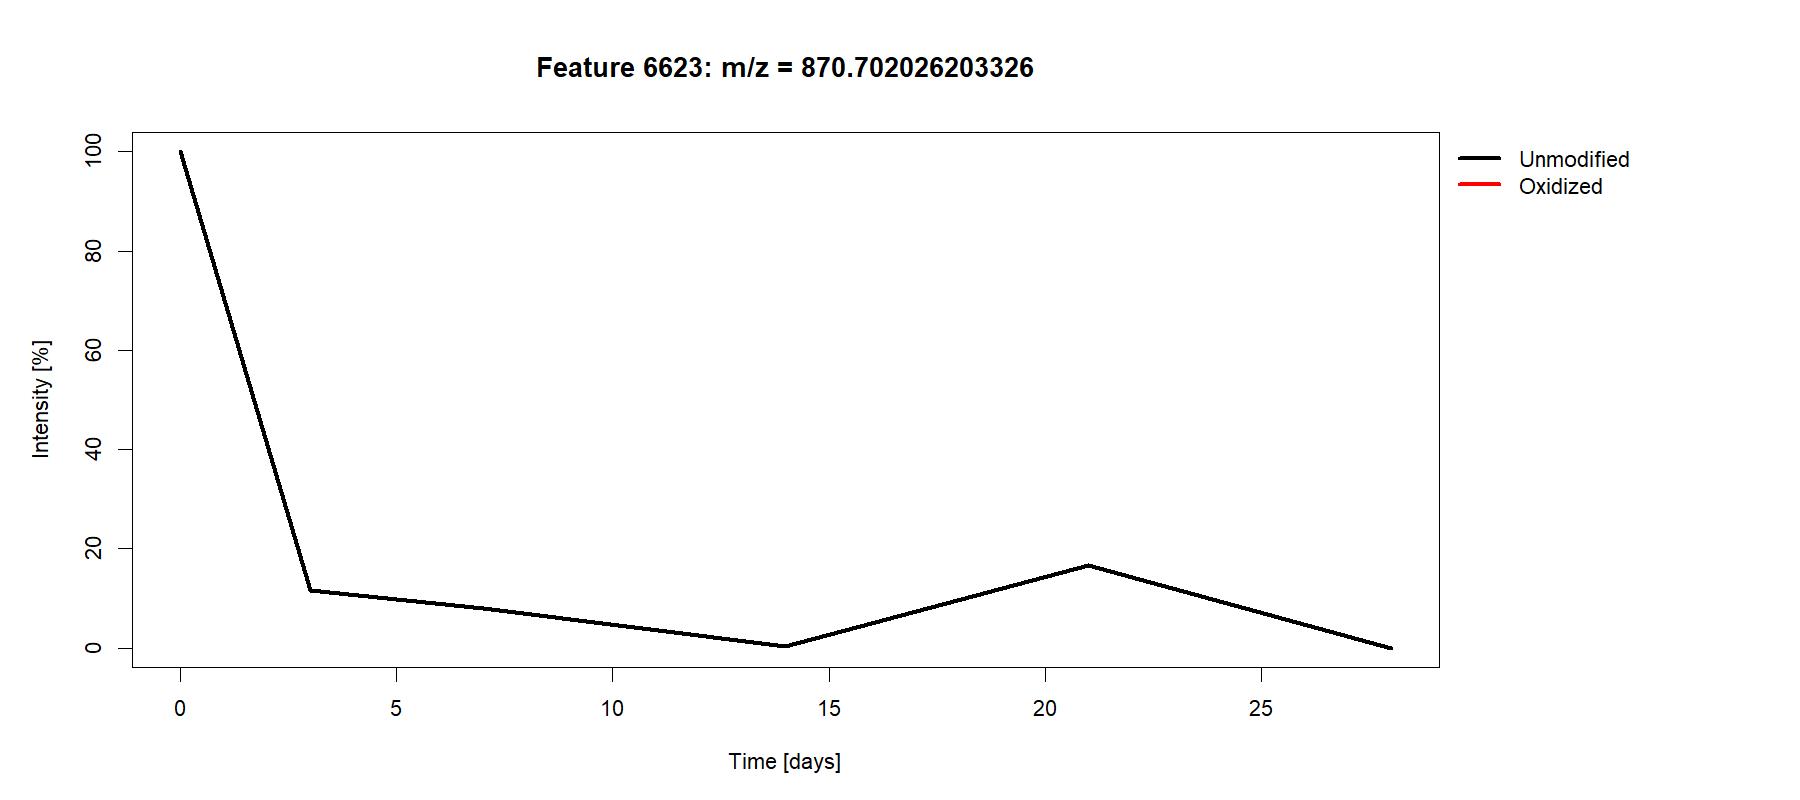 Feature 6623: m/z = 870.702026203326
100
80
60
40
20
0
Intensity [%]
0 5 10 15 20 25
Time [days]
Unmodified
Oxidized